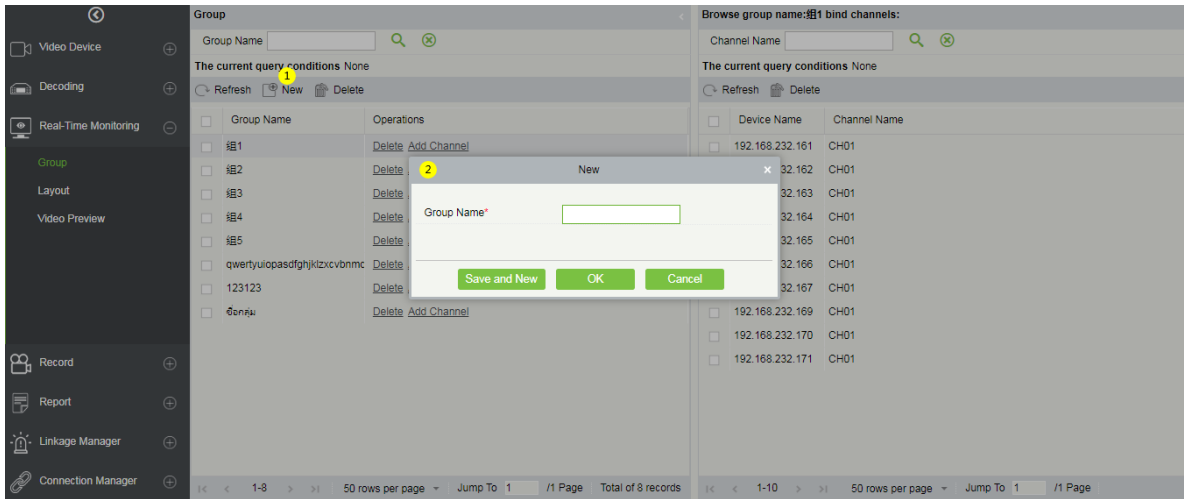 Video Device
Decoding
Real-Time Monitoring
Group
Layout
Video Preview
Record
Report
Linkage Manager
Connection Manager
Group
Group Name
The current query conditions None
1
Refresh New Delete
Group Name Operations
组1 Delete Add Channel
组2 Delete
组3 Delete
组4 Delete
组5 Delete
qwertyuiopasdfghjklzxcvbnmc Delete
123123 Delete
ชื่อกลุ่ม Delete Add Channel
1-8 50 rows per page Jump To 1 /1 Page Total of 8 records
2 New
Group Name*
Save and New OK Cancel
Browse group name:组1 bind channels:
Channel Name
The current query conditions None
Refresh Delete
Device Name Channel Name
192.168.232.161 CH01
32.162 CH01
32.163 CH01
32.164 CH01
32.165 CH01
32.166 CH01
32.167 CH01
192.168.232.169 CH01
192.168.232.170 CH01
192.168.232.171 CH01
1-10 50 rows per page Jump To 1 /1 Page